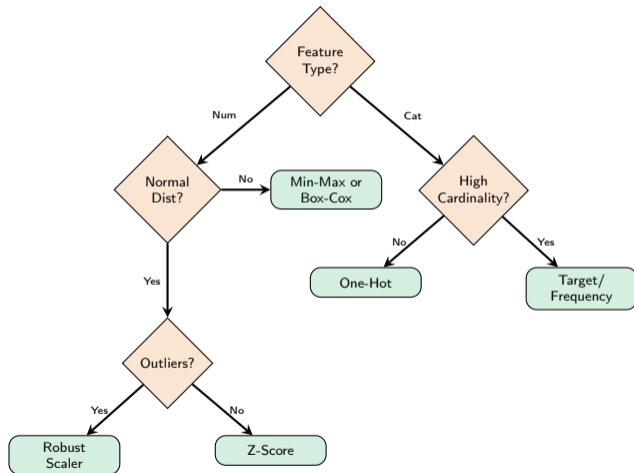 Feature
Type?
Num
Cat
Normal
Dist?
No
Min-Max or
Box-Cox
High
Cardinality?
No
Yes
One-Hot
Target/
Frequency
Yes
Outliers?
Yes
No
Robust
Scaler
Z-Score